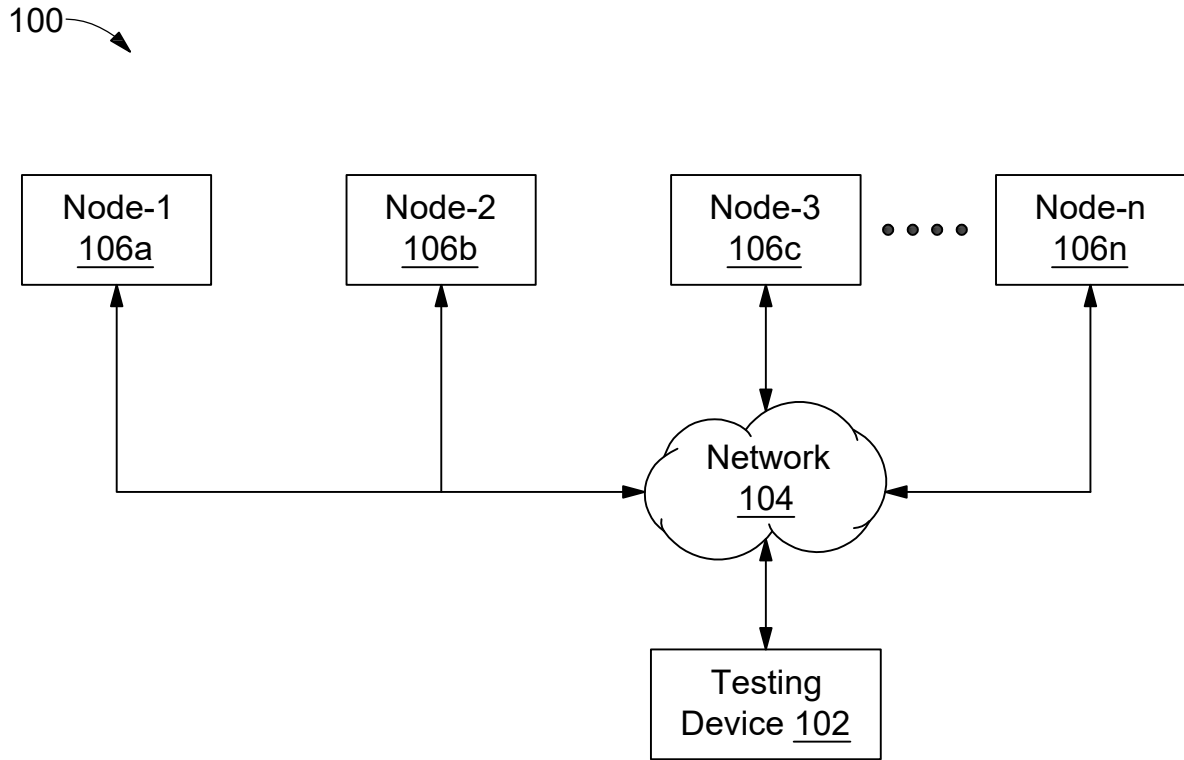 100
Node-1
106a
Node-2
106b
Node-3
106c
Node-n
106n
Network
104
Testing
Device 102